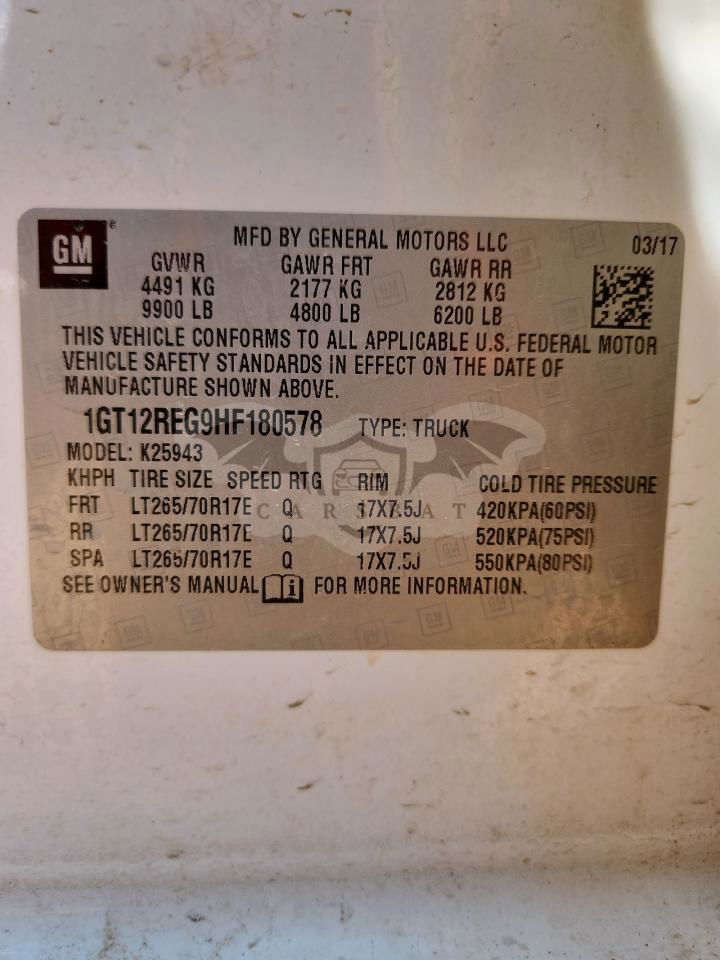 GM
MFD BY GENERAL MOTORS LLC 03/17
GVWR GAWR FRT GAWR RR
4491 KG 2177 KG 2812 KG
9900 LB 4800 LB 6200 LB
THIS VEHICLE CONFORMS TO ALL APPLICABLE U.S. FEDERAL MOTOR
VEHICLE SAFETY STANDARDS IN EFFECT ON THE DATE OF
MANUFACTURE SHOWN ABOVE.
1GT12REG9HF180578 TYPE: TRUCK
MODEL: K25943
KHPH TIRE SIZE SPEED RTG RIM COLD TIRE PRESSURE
FRT LT265/70R17E Q 17X7.5J 420KPA(60PSI)
RR LT265/70R17E Q 17X7.5J 520KPA(75PSI)
SPA LT265/70R17E Q 17X7.5J 550KPA(80PSI)
SEE OWNER'S MANUAL i FOR MORE INFORMATION.